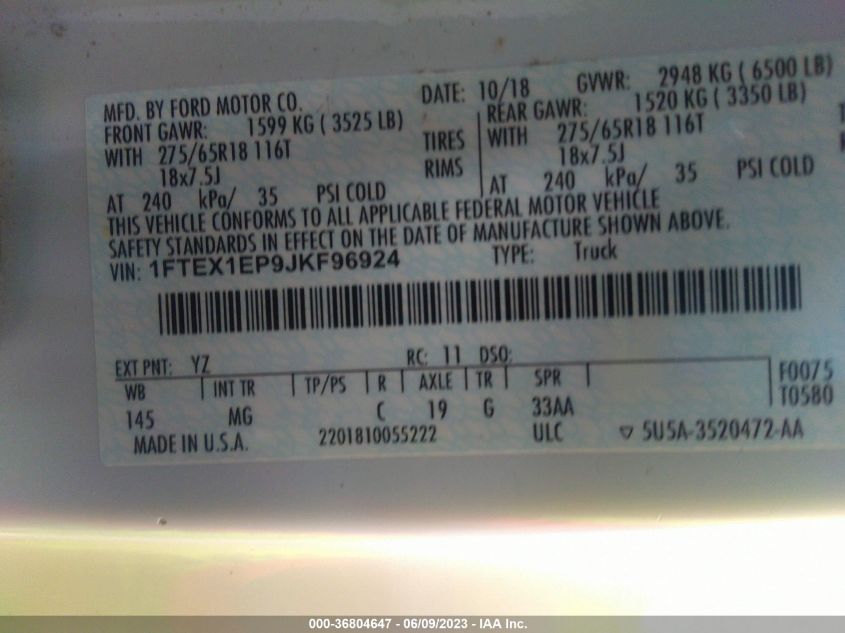 MFD. BY FORD MOTOR CO. DATE: 10/18 GVWR: 2948 KG ( 6500 LB)
FRONT GAWR: 1599 KG ( 3525 LB) REAR GAWR: 1520 KG ( 3350 LB)
WITH 275/65R18 116T TIRES WITH 275/65R18 116T
18x7.5J RIMS 18x7.5J
AT 240 kPa/ 35 PSI COLD AT 240 kPa/ 35 PSI COLD
THIS VEHICLE CONFORMS TO ALL APPLICABLE FEDERAL MOTOR VEHICLE
SAFETY STANDARDS IN EFFECT ON THE DATE OF MANUFACTURE SHOWN ABOVE.
VIN: 1FTEX1EP9JKF96924 TYPE: Truck
EXT PNT: YZ RC: 11 DSO:
WB INT TR TP/PS R AXLE TR SPR F0075
145 MG C 19 G 33AA T0580
MADE IN U.S.A. 2201810055222 ULC ▽ 5U5A-3520472-AA
000-36804647 - 06/09/2023 - IAA Inc.